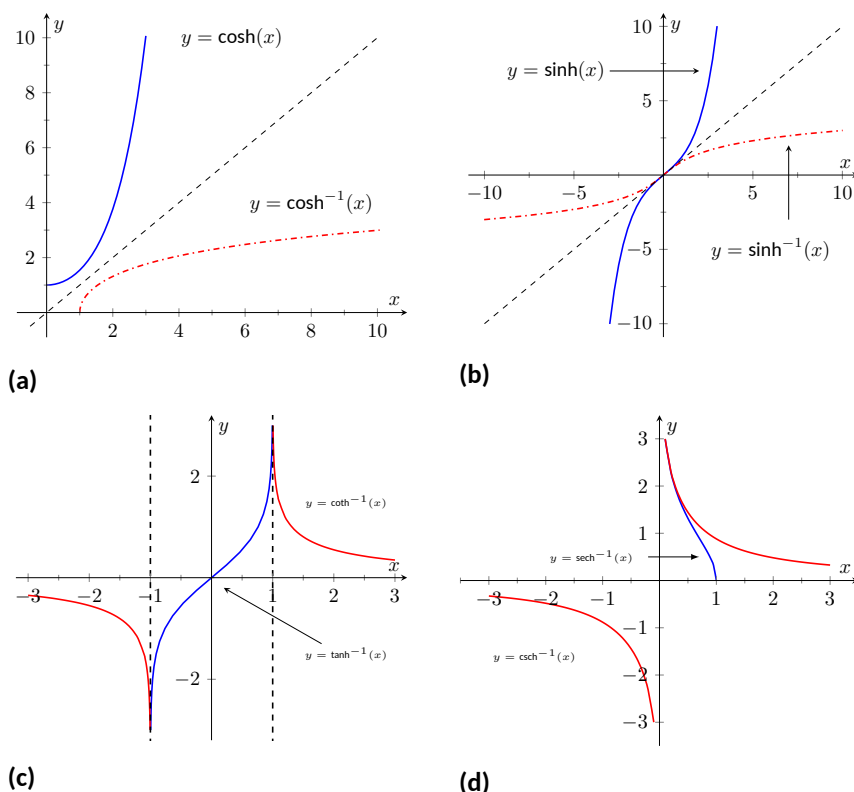 y
y = cosh(x)
10
8
6
4
2
y = cosh⁻¹(x)
x
2
4
6
8
10
(a)
10
y
y = sinh(x)
5
x
−10
−5
5
10
−5
y = sinh⁻¹(x)
−10
(b)
y
2
y = coth⁻¹(x)
x
−3
−2
−1
1
2
3
y = tanh⁻¹(x)
−2
(c)
y
3
2
1
y = sech⁻¹(x)
x
−3
−2
−1
1
2
3
−1
y = csch⁻¹(x)
−2
−3
(d)